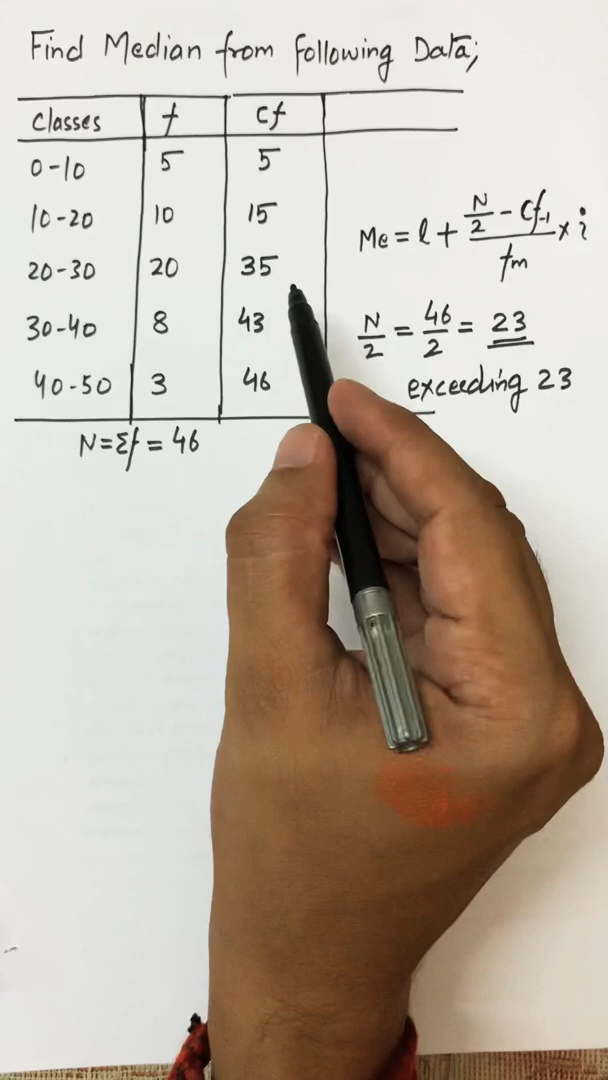 Find Median from following Data;
Classes f Cf
0-10 5 5
10-20 10 15
20-30 20 35
30-40 8 43
40-50 3 46
N=Σf = 46
Me = l + (N/2 - Cf-1)/fm × i
N/2 = 46/2 = 23
exceeding 23